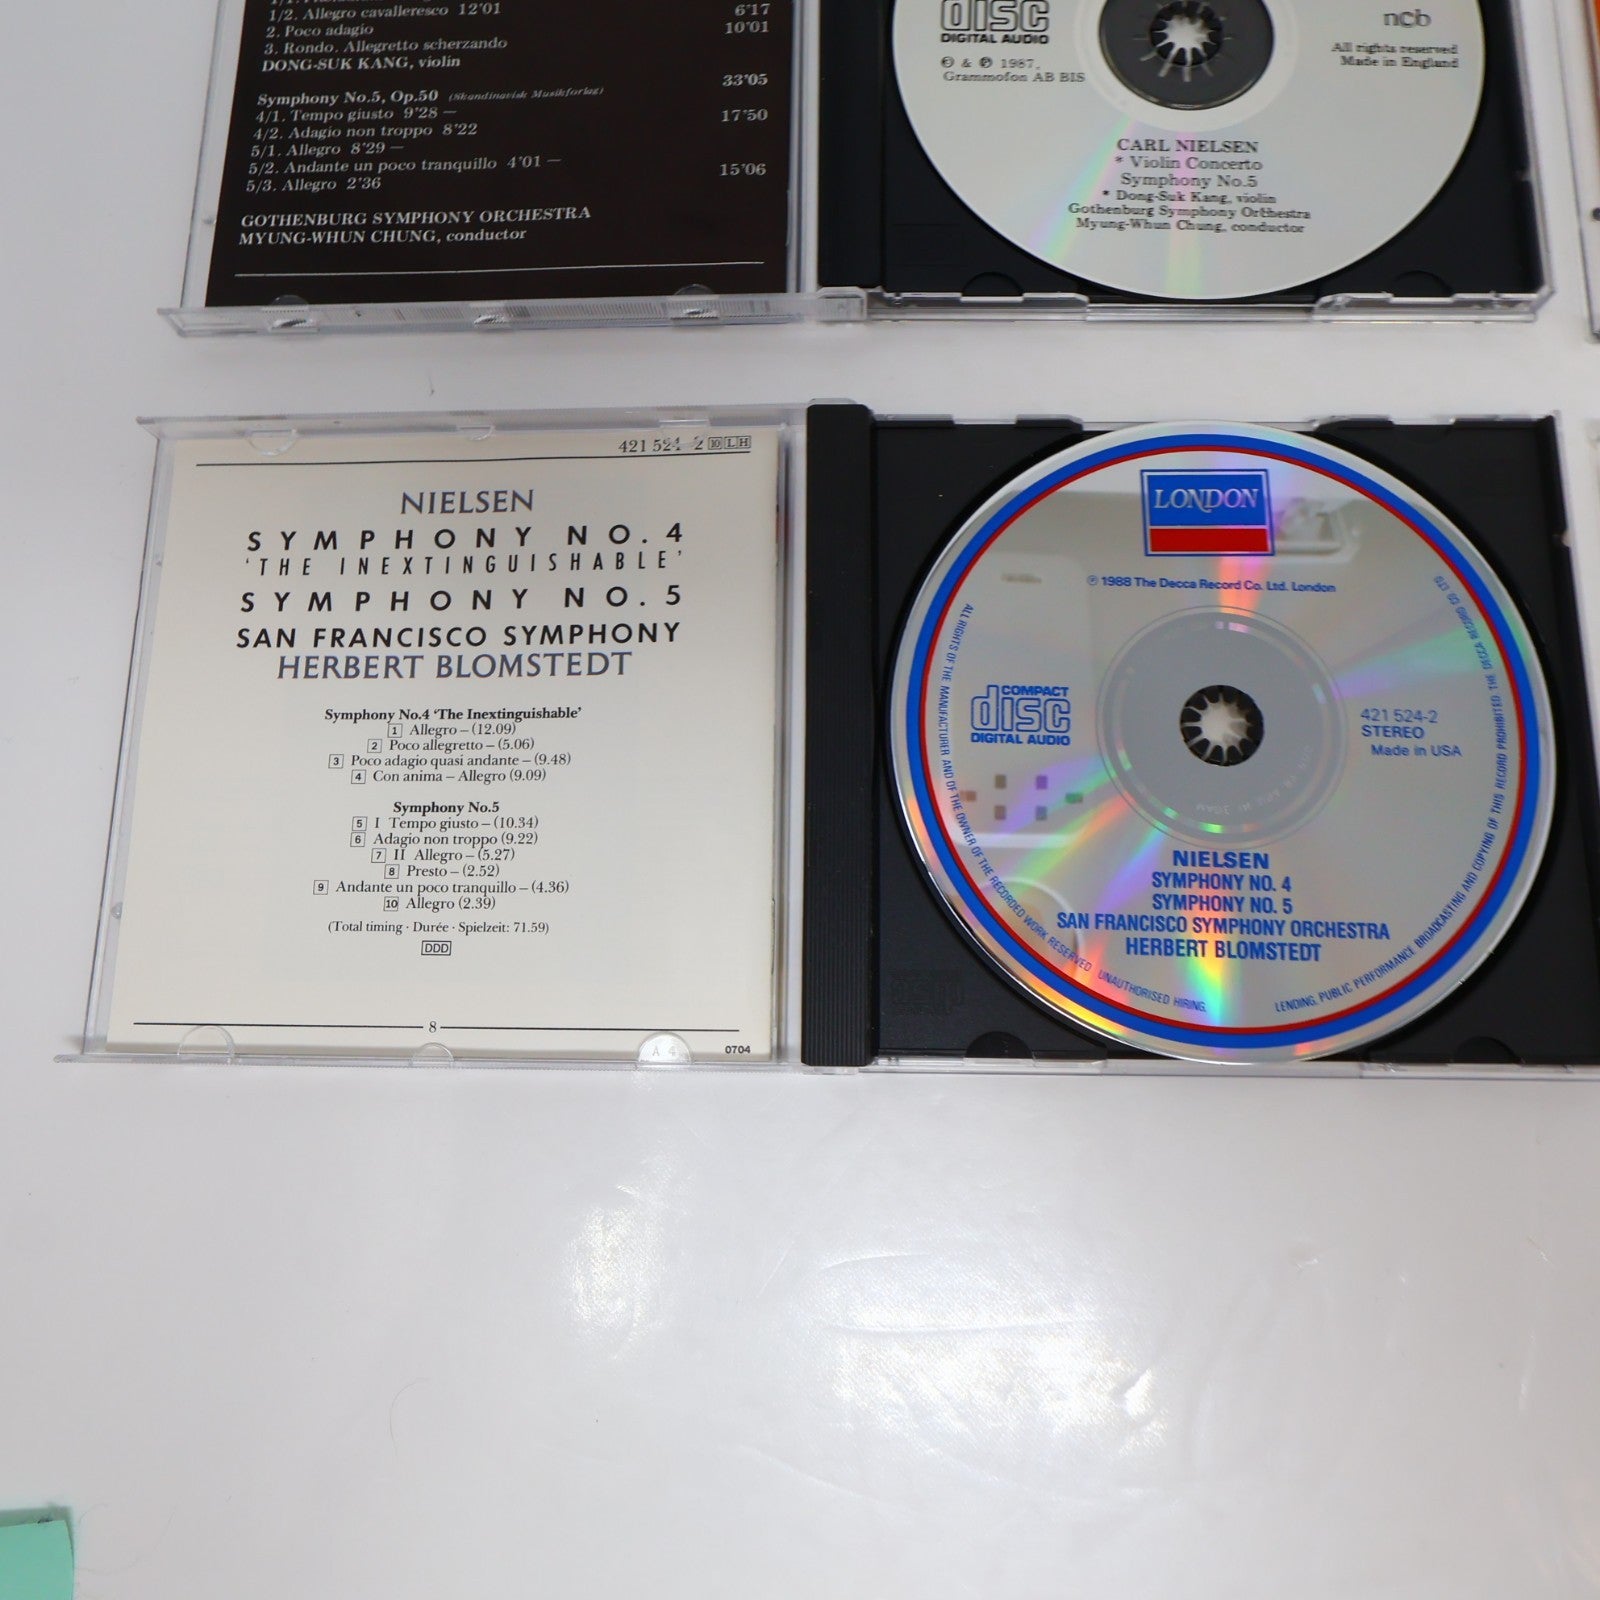 1/2. Allegro cavalleresco 12'01
6'17
2. Poco adagio
10'01
3. Rondo. Allegretto scherzando
DONG-SUK KANG, violin
33'05
Symphony No.5, Op.50 (Skandinavisk Musikforlag)
4/1. Tempo giusto 9'28 —
17'50
4/2. Adagio non troppo 8'22
5/1. Allegro 8'29 —
5/2. Andante un poco tranquillo 4'01 —
15'06
5/3. Allegro 2'36
GOTHENBURG SYMPHONY ORCHESTRA
MYUNG-WHUN CHUNG, conductor
disc
DIGITAL AUDIO
© & ℗ 1987,
Grammofon AB BIS
ncb
All rights reserved
Made in England
CARL NIELSEN
* Violin Concerto
Symphony No.5
* Dong-Suk Kang, violin
Gothenburg Symphony Orchestra
Myung-Whun Chung, conductor
421 524-2 10 LH
NIELSEN
SYMPHONY NO. 4
'THE INEXTINGUISHABLE'
SYMPHONY NO. 5
SAN FRANCISCO SYMPHONY
HERBERT BLOMSTEDT
Symphony No.4 'The Inextinguishable'
1 Allegro – (12.09)
2 Poco allegretto – (5.06)
3 Poco adagio quasi andante – (9.48)
4 Con anima – Allegro (9.09)
Symphony No.5
5 I Tempo giusto – (10.34)
6 Adagio non troppo (9.22)
7 II Allegro – (5.27)
8 Presto – (2.52)
9 Andante un poco tranquillo – (4.36)
10 Allegro (2.39)
(Total timing · Durée · Spielzeit: 71.59)
DDD
8
A 4
0704
LONDON
℗ 1988 The Decca Record Co. Ltd. London
COMPACT
disc
DIGITAL AUDIO
421 524-2
STEREO
Made in USA
NIELSEN
SYMPHONY NO. 4
SYMPHONY NO. 5
SAN FRANCISCO SYMPHONY ORCHESTRA
HERBERT BLOMSTEDT
ALL RIGHTS OF THE MANUFACTURER AND OF THE OWNER OF THE RECORDED WORK RESERVED UNAUTHORISED HIRING,
LENDING, PUBLIC PERFORMANCE BROADCASTING AND COPYING OF THIS RECORD PROHIBITED. THE DECCA RECORD CO LTD